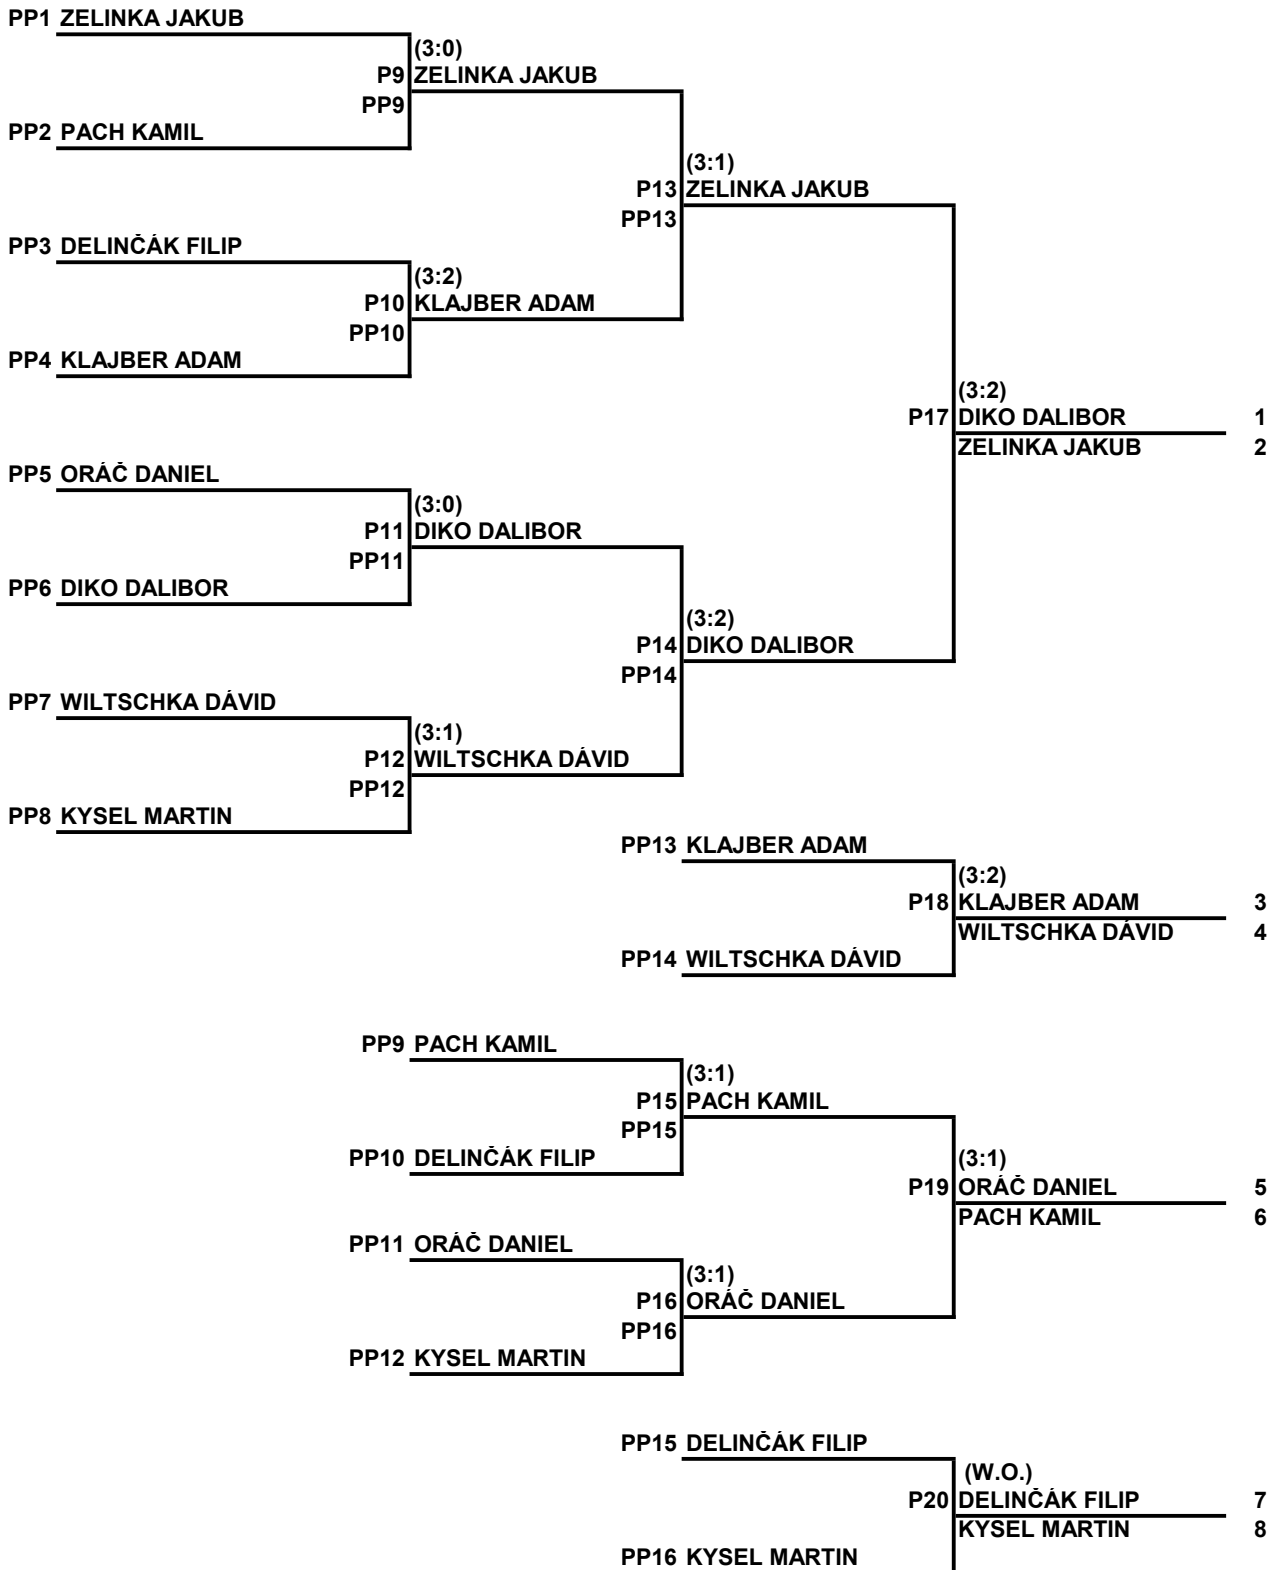 PP1 ZELINKA JAKUB
(3:0)
P9 ZELINKA JAKUB
PP9
PP2 PACH KAMIL
(3:1)
P13 ZELINKA JAKUB
PP13
PP3 DELINČÁK FILIP
(3:2)
P10 KLAJBER ADAM
PP10
PP4 KLAJBER ADAM
(3:2)
P17 DIKO DALIBOR 1
ZELINKA JAKUB 2
PP5 ORÁČ DANIEL
(3:0)
P11 DIKO DALIBOR
PP11
PP6 DIKO DALIBOR
(3:2)
P14 DIKO DALIBOR
PP14
PP7 WILTSCHKA DÁVID
(3:1)
P12 WILTSCHKA DÁVID
PP12
PP8 KYSEL MARTIN
PP13 KLAJBER ADAM
(3:2)
P18 KLAJBER ADAM 3
WILTSCHKA DÁVID 4
PP14 WILTSCHKA DÁVID
PP9 PACH KAMIL
(3:1)
P15 PACH KAMIL
PP15
PP10 DELINČÁK FILIP
(3:1)
P19 ORÁČ DANIEL 5
PACH KAMIL 6
PP11 ORÁČ DANIEL
(3:1)
P16 ORÁČ DANIEL
PP16
PP12 KYSEL MARTIN
PP15 DELINČÁK FILIP
(W.O.)
P20 DELINČÁK FILIP 7
KYSEL MARTIN 8
PP16 KYSEL MARTIN